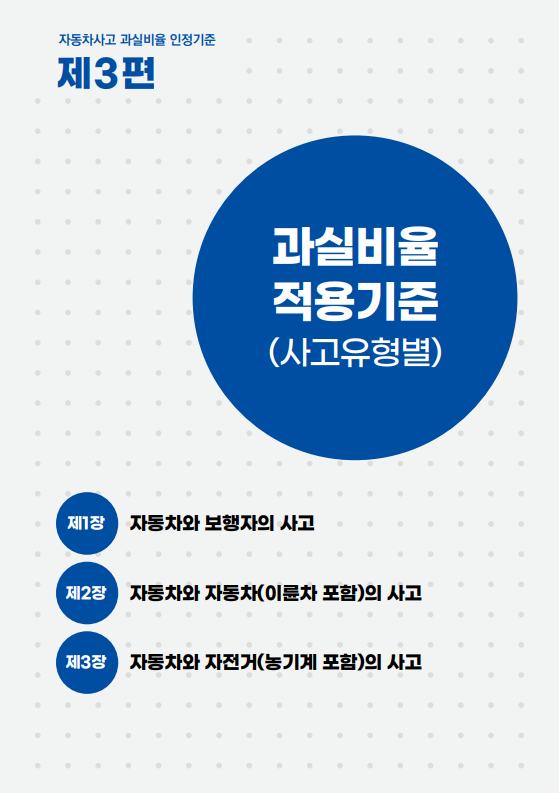 자동차사고 과실비율 인정기준
제3편
과실비율
적용기준
(사고유형별)
제1장 자동차와 보행자의 사고
제2장 자동차와 자동차(이륜차 포함)의 사고
제3장 자동차와 자전거(농기계 포함)의 사고